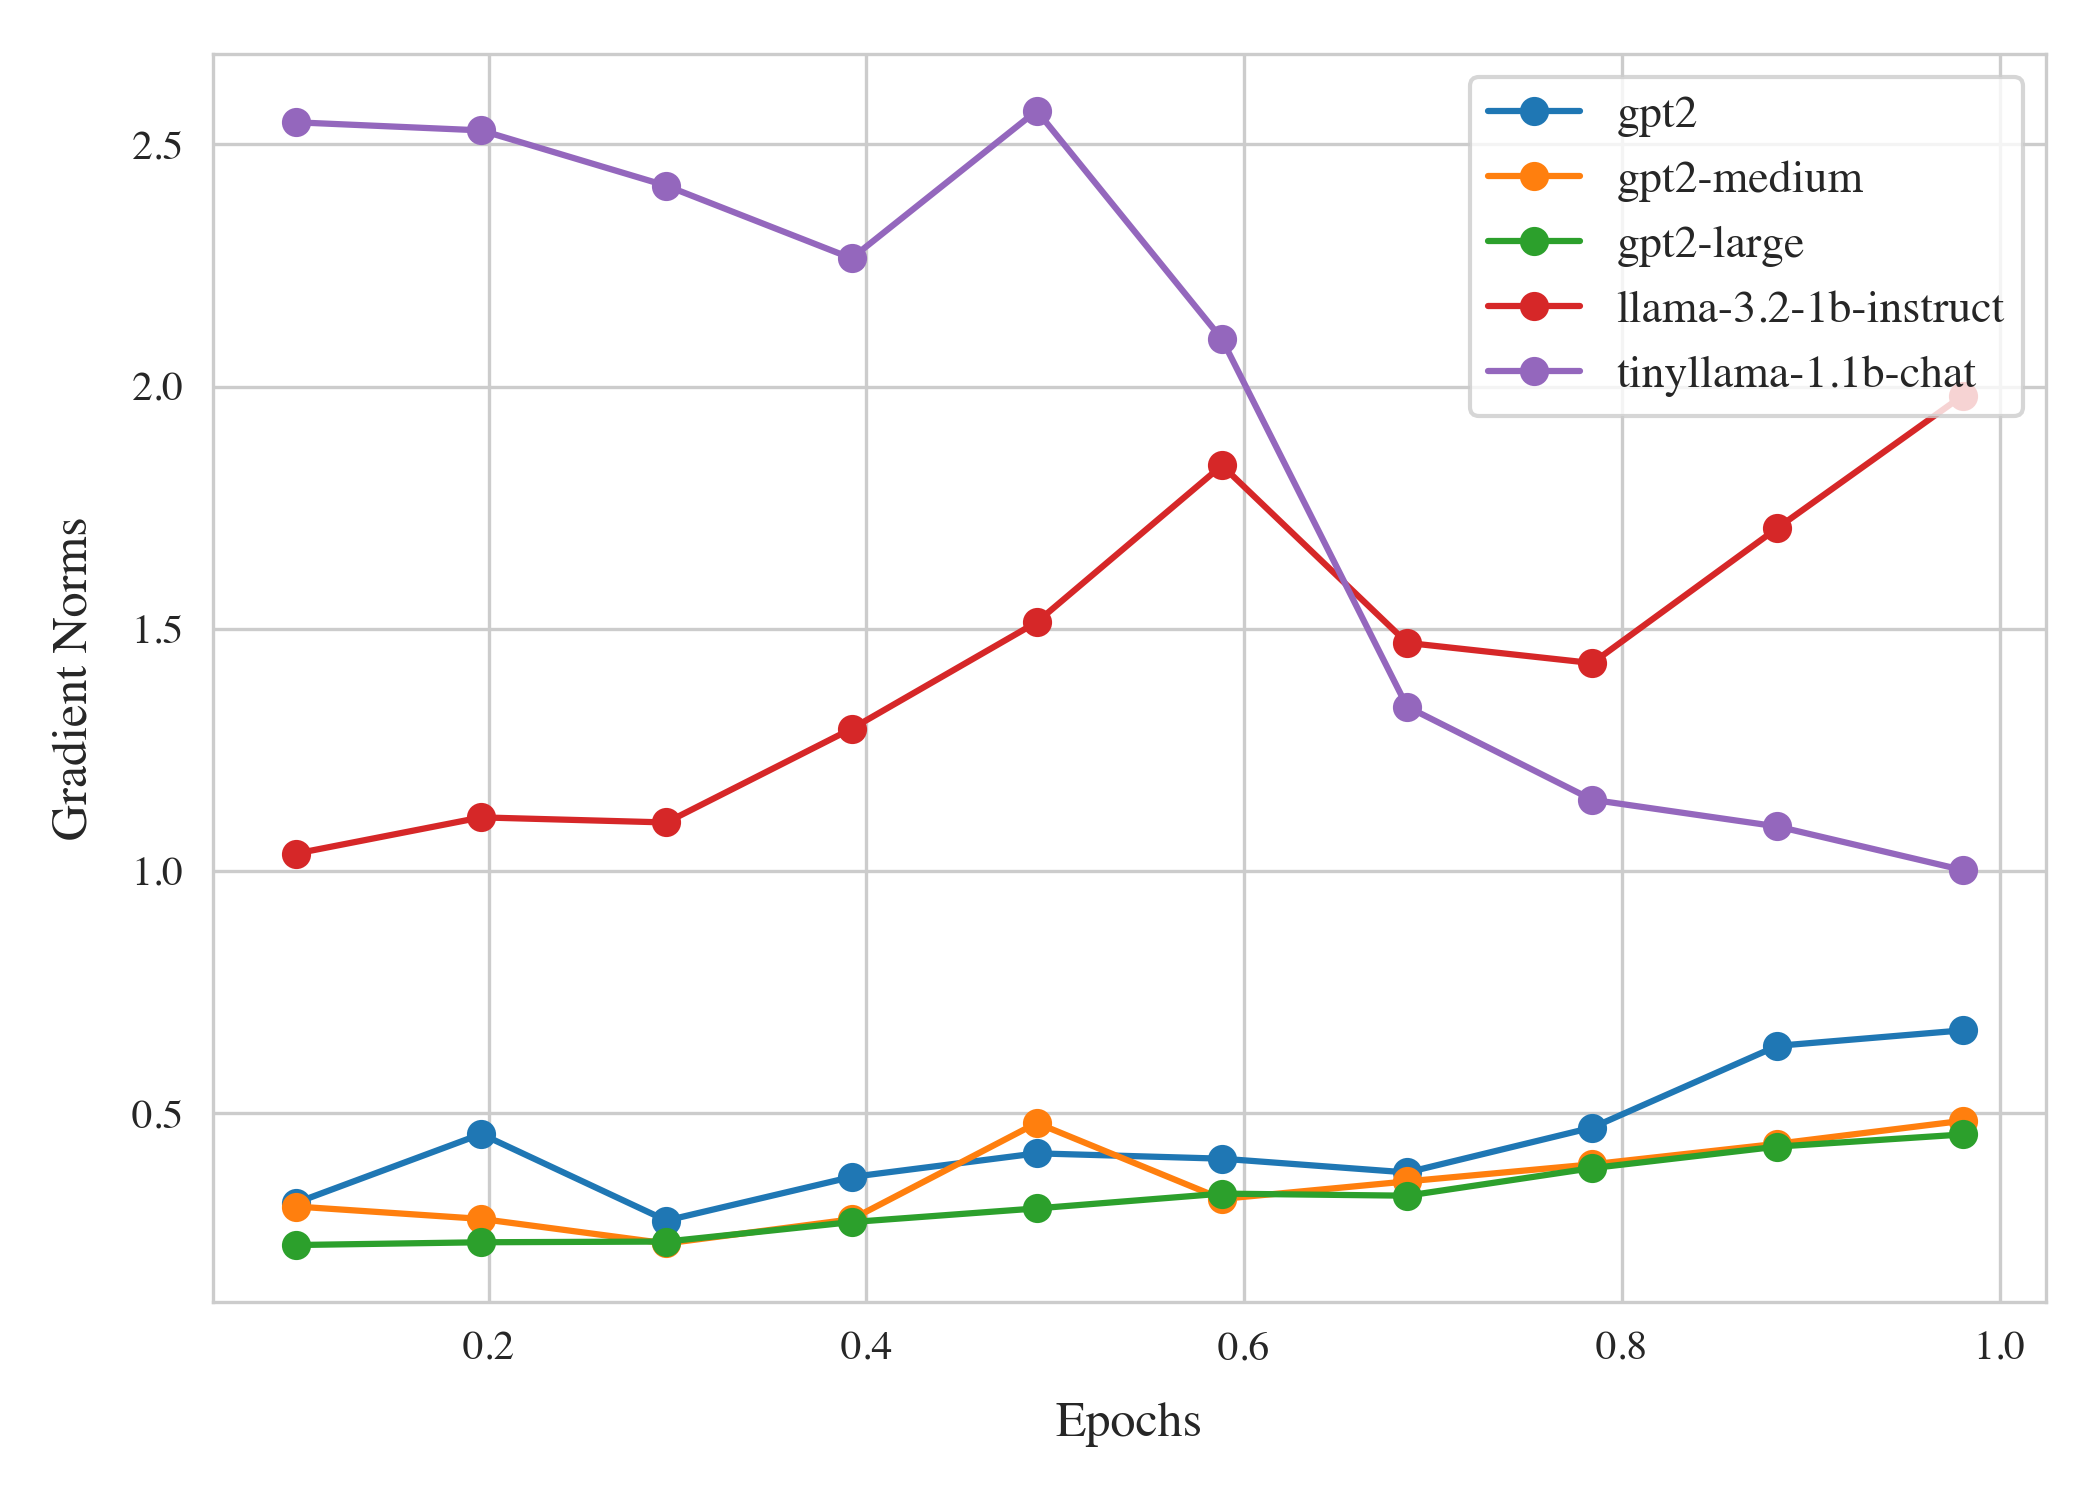 gpt2
gpt2-medium
gpt2-large
llama-3.2-1b-instruct
tinyllama-1.1b-chat
2.5
2.0
1.5
1.0
0.5
Gradient Norms
0.2 0.4 0.6 0.8 1.0
Epochs